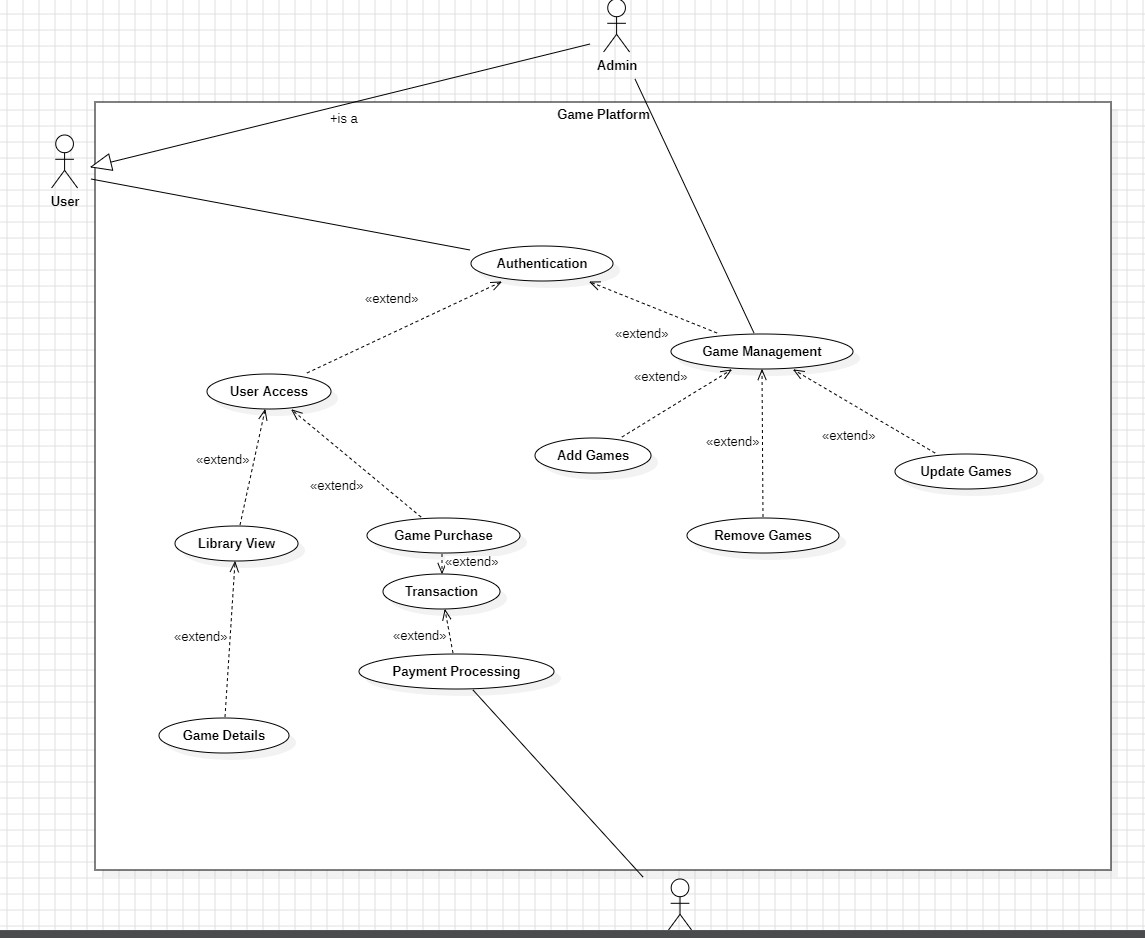 Admin
Game Platform
+is a
User
Authentication
«extend»
«extend»
Game Management
«extend»
User Access
«extend»
«extend»
Add Games
«extend»
«extend»
Update Games
«extend»
Library View
Game Purchase
Remove Games
«extend»
Transaction
«extend»
«extend»
Payment Processing
Game Details